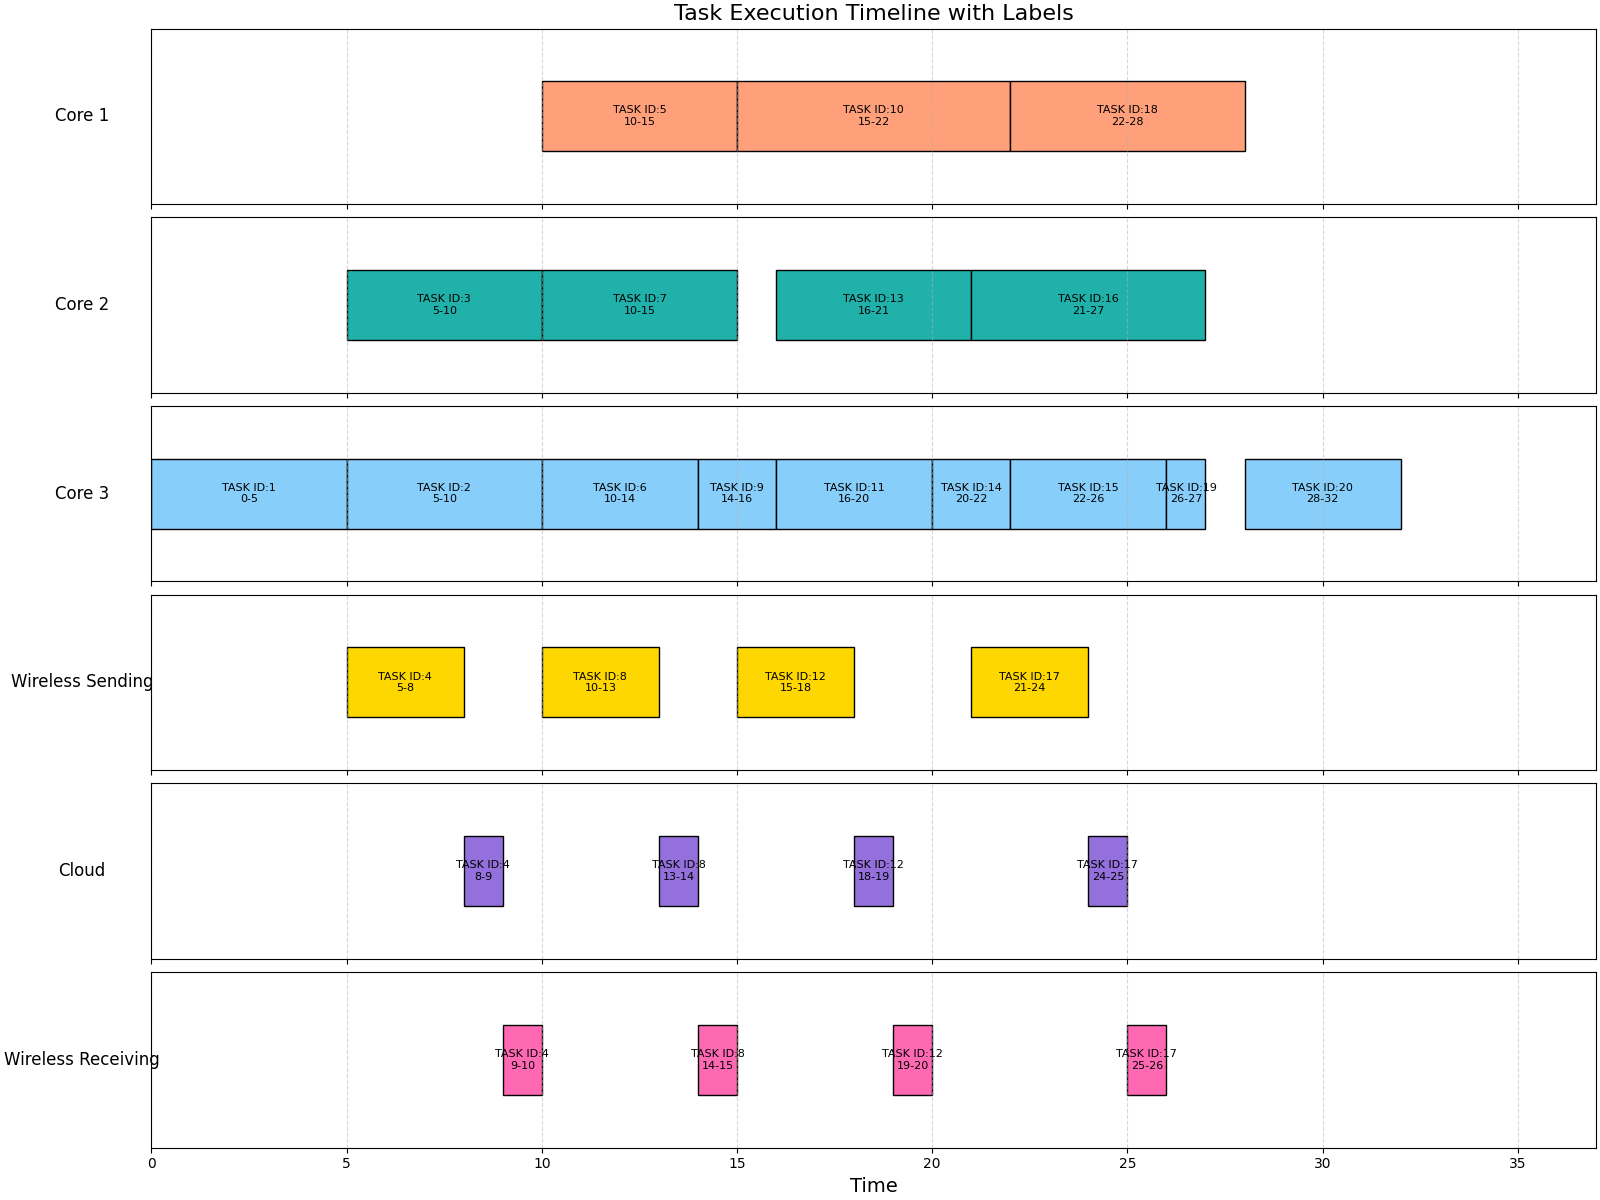 Task Execution Timeline with Labels
Core 1
TASK ID:5
10-15
TASK ID:10
15-22
TASK ID:18
22-28
Core 2
TASK ID:3
5-10
TASK ID:7
10-15
TASK ID:13
16-21
TASK ID:16
21-27
Core 3
TASK ID:1
0-5
TASK ID:2
5-10
TASK ID:6
10-14
TASK ID:9
14-16
TASK ID:11
16-20
TASK ID:14
20-22
TASK ID:15
22-26
TASK ID:19
26-27
TASK ID:20
28-32
Wireless Sending
TASK ID:4
5-8
TASK ID:8
10-13
TASK ID:12
15-18
TASK ID:17
21-24
Cloud
TASK ID:4
8-9
TASK ID:8
13-14
TASK ID:12
18-19
TASK ID:17
24-25
Wireless Receiving
TASK ID:4
9-10
TASK ID:8
14-15
TASK ID:12
19-20
TASK ID:17
25-26
0 5 10 15 20 25 30 35
Time